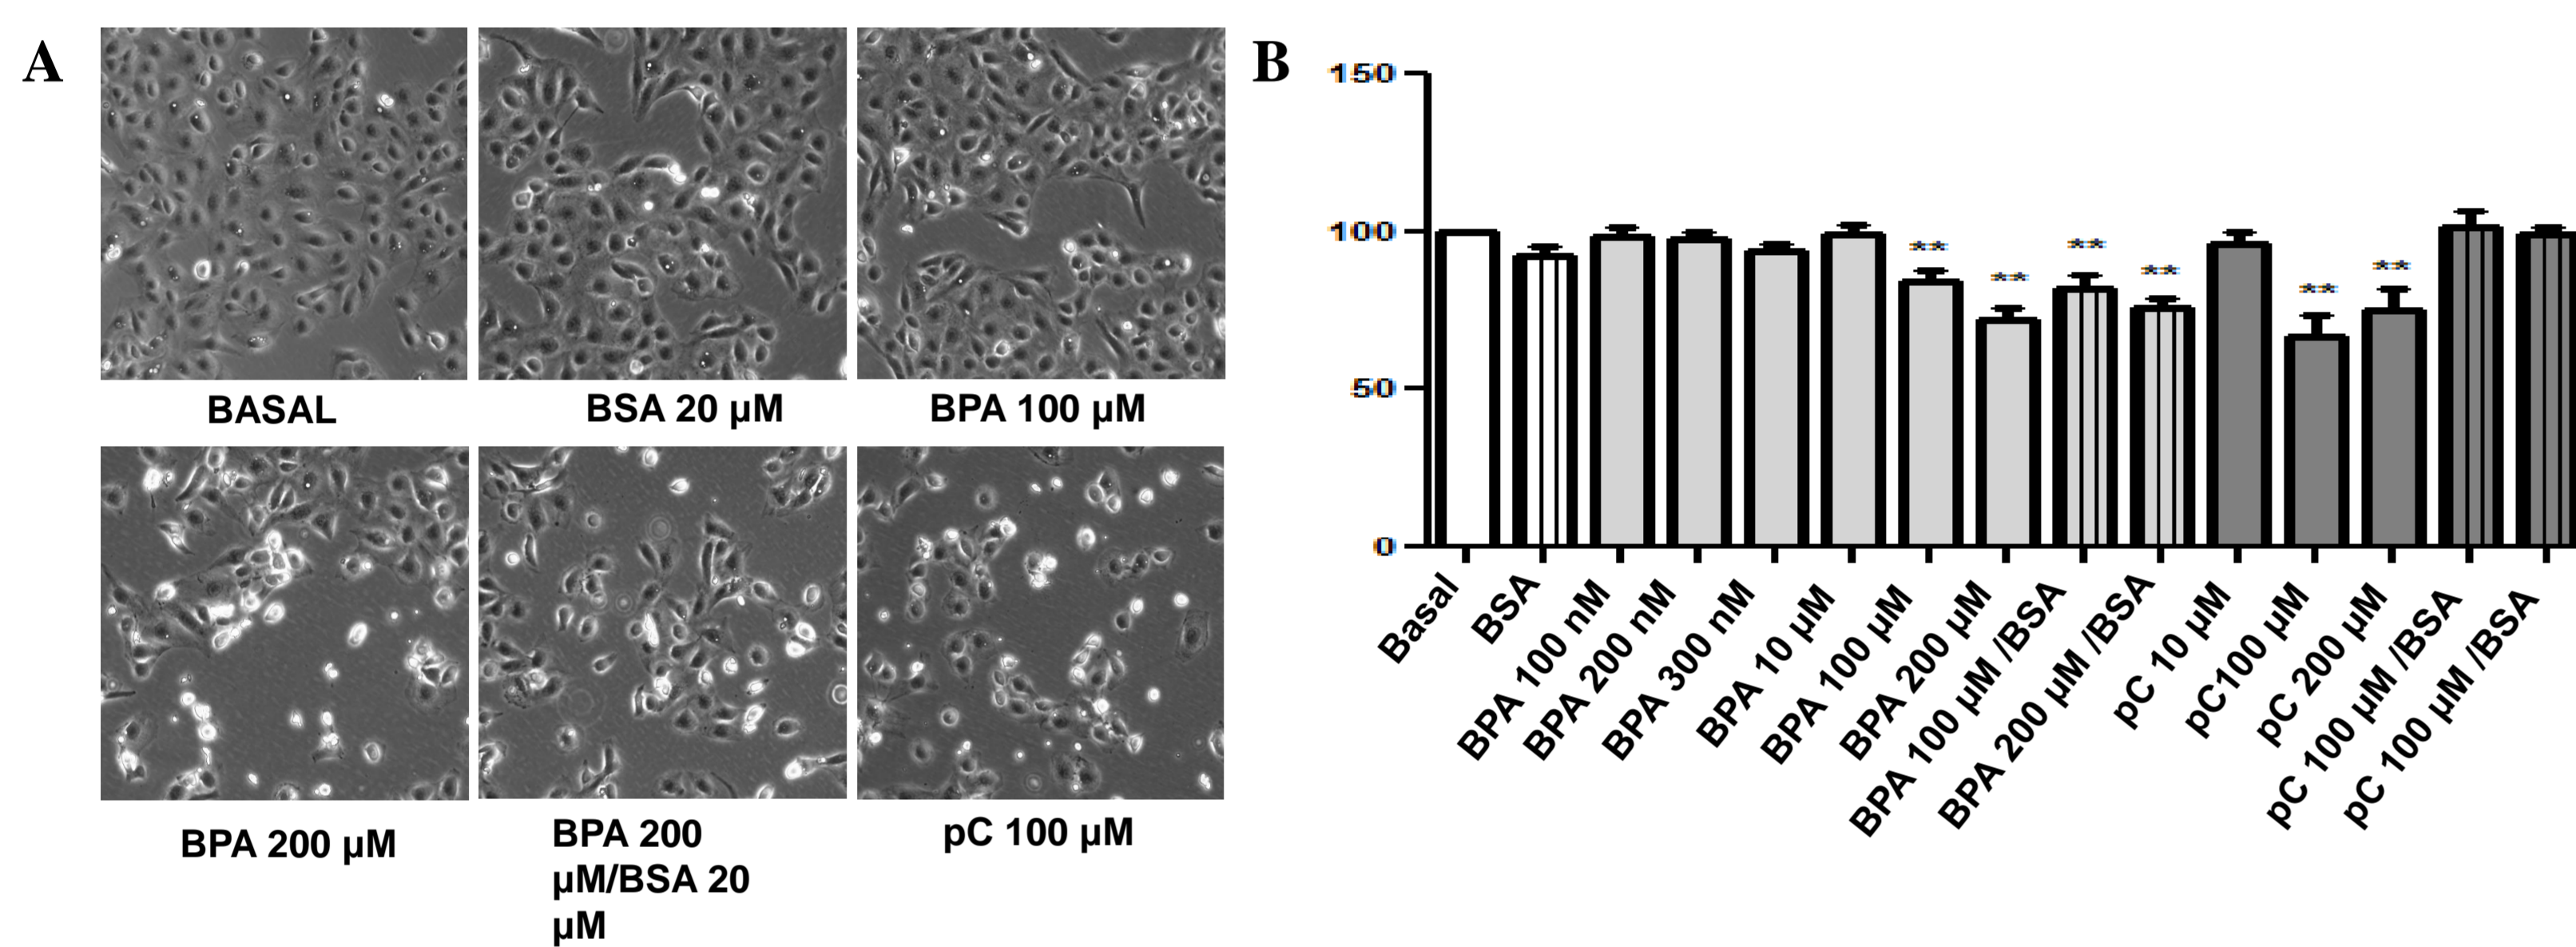 A
BASAL
BSA 20 µM
BPA 100 µM
BPA 200 µM
BPA 200
µM/BSA 20
µM
pC 100 µM
B
150
100
50
0
**
**
**
**
**
**
Basal
BSA
BPA 100 nM
BPA 200 nM
BPA 300 nM
BPA 10 µM
BPA 100 µM
BPA 200 µM
BPA 100 µM /BSA
BPA 200 µM /BSA
pC 10 µM
pC100 µM
pC 200 µM
pC 100 µM /BSA
pC 100 µM /BSA